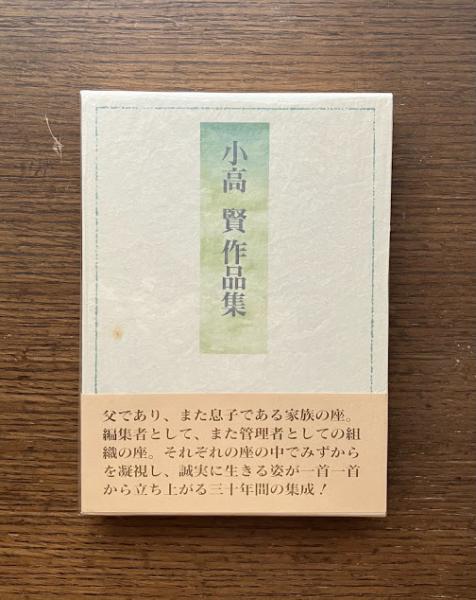 小高 賢 作品集
父であり、また息子である家族の座。
編集者として、また管理者としての組
織の座。それぞれの座の中でみずから
を凝視し、誠実に生きる姿が一首一首
から立ち上がる三十年間の集成！